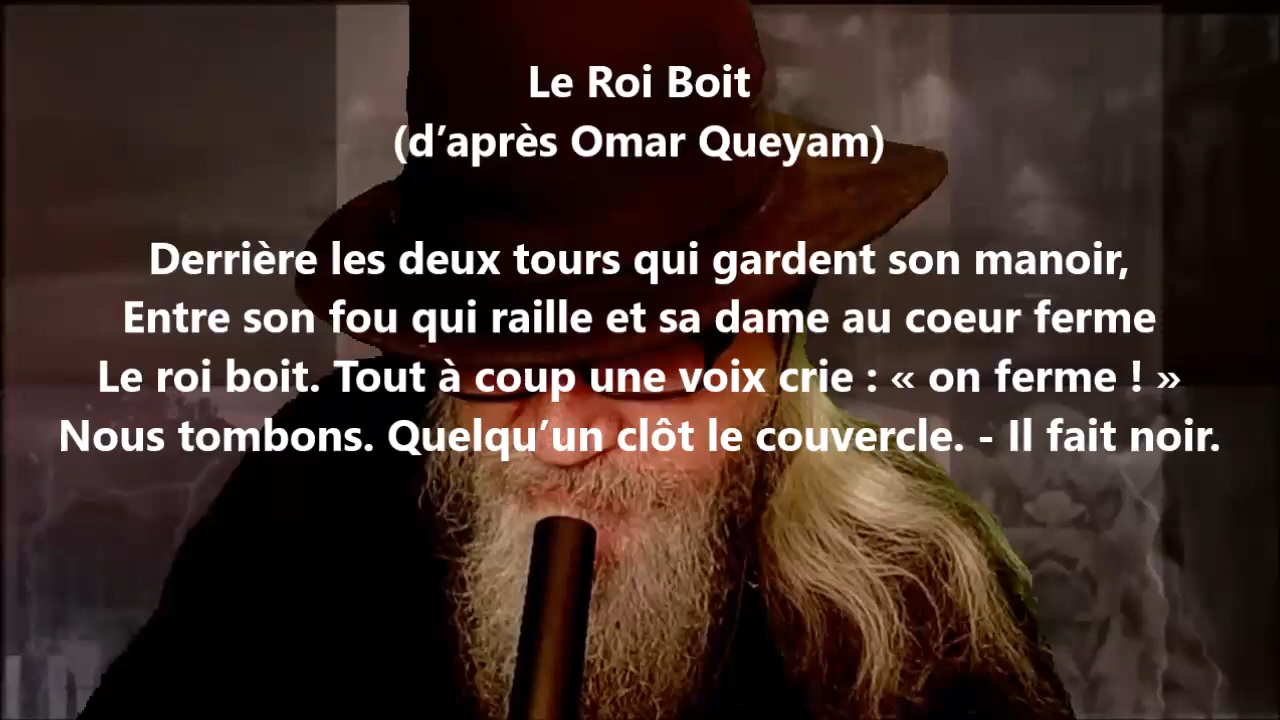 Le Roi Boit
(d’après Omar Queyam)
Derrière les deux tours qui gardent son manoir,
Entre son fou qui raille et sa dame au coeur ferme
Le roi boit. Tout à coup une voix crie : « on ferme ! »
Nous tombons. Quelqu’un clôt le couvercle. - Il fait noir.